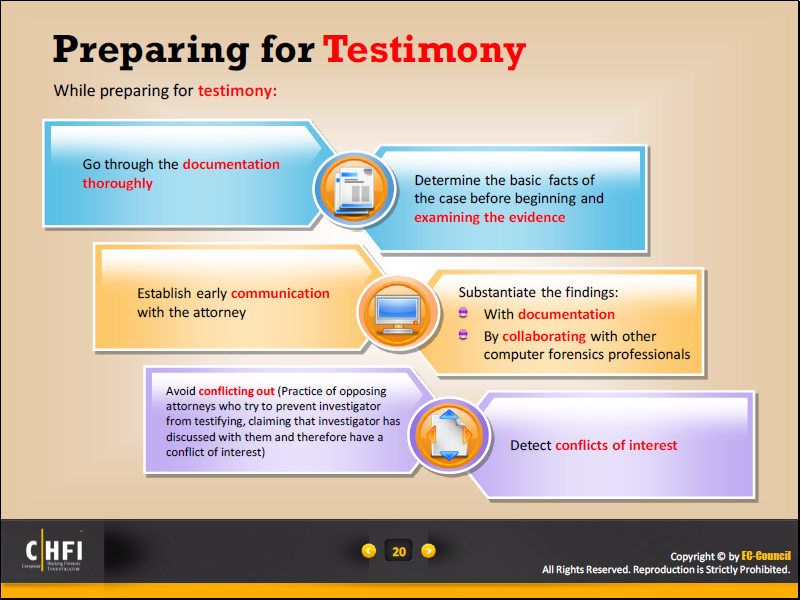 Preparing for Testimony
While preparing for testimony:
Go through the documentation
thoroughly
Determine the basic facts of
the case before beginning and
examining the evidence
Establish early communication
with the attorney
Substantiate the findings:
With documentation
By collaborating with other
computer forensics professionals
Avoid conflicting out (Practice of opposing
attorneys who try to prevent investigator
from testifying, claiming that investigator has
discussed with them and therefore have a
conflict of interest)
Detect conflicts of interest
CHFI
Computer Hacking Forensic
INVESTIGATOR
20
Copyright © by EC-Council
All Rights Reserved. Reproduction is Strictly Prohibited.